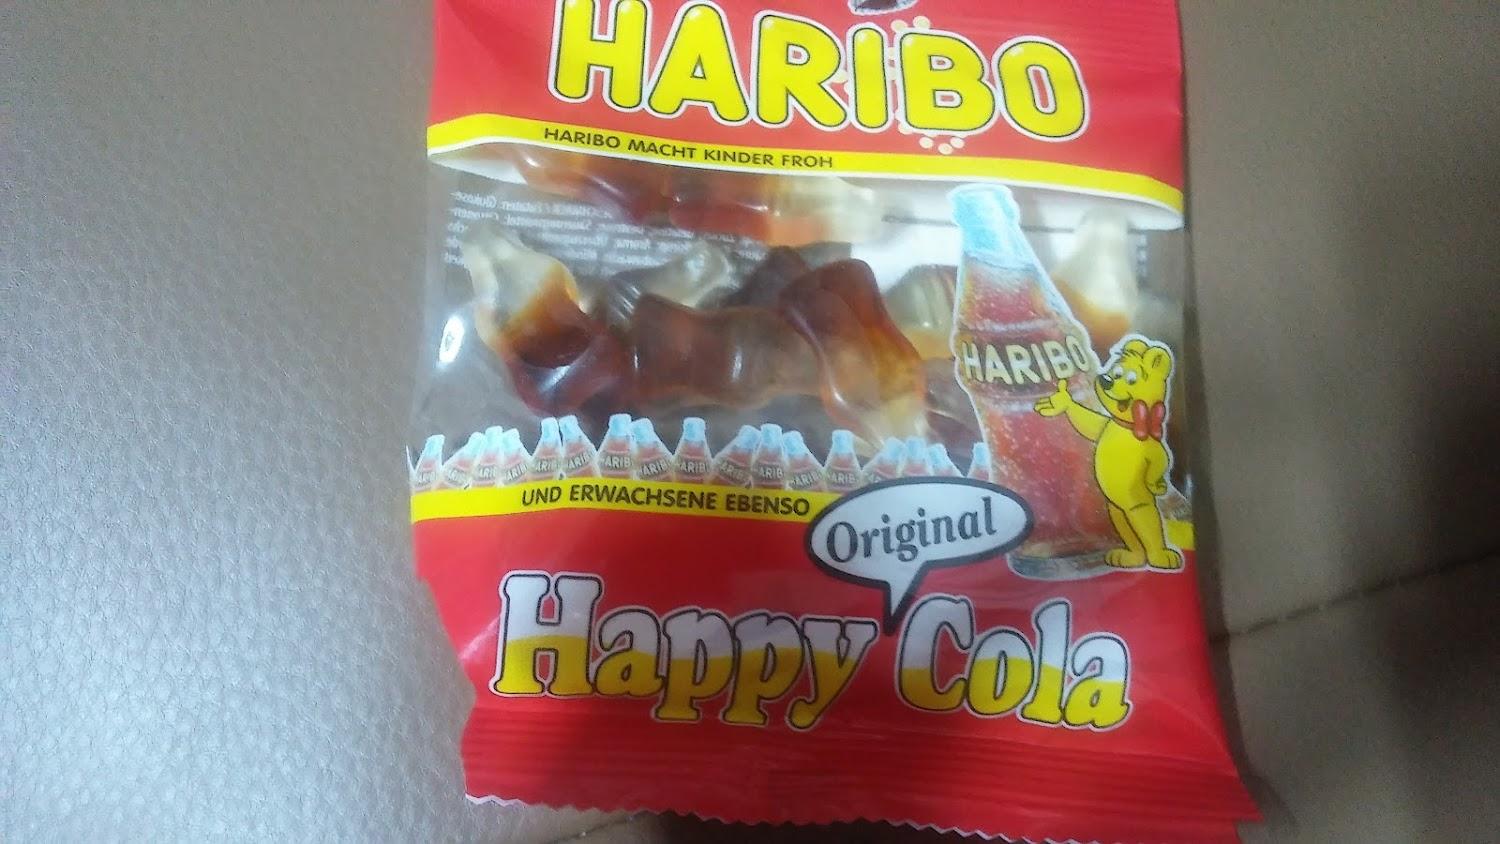 HARIBO
HARIBO MACHT KINDER FROH
HARIBO
UND ERWACHSENE EBENSO
Original
Happy Cola